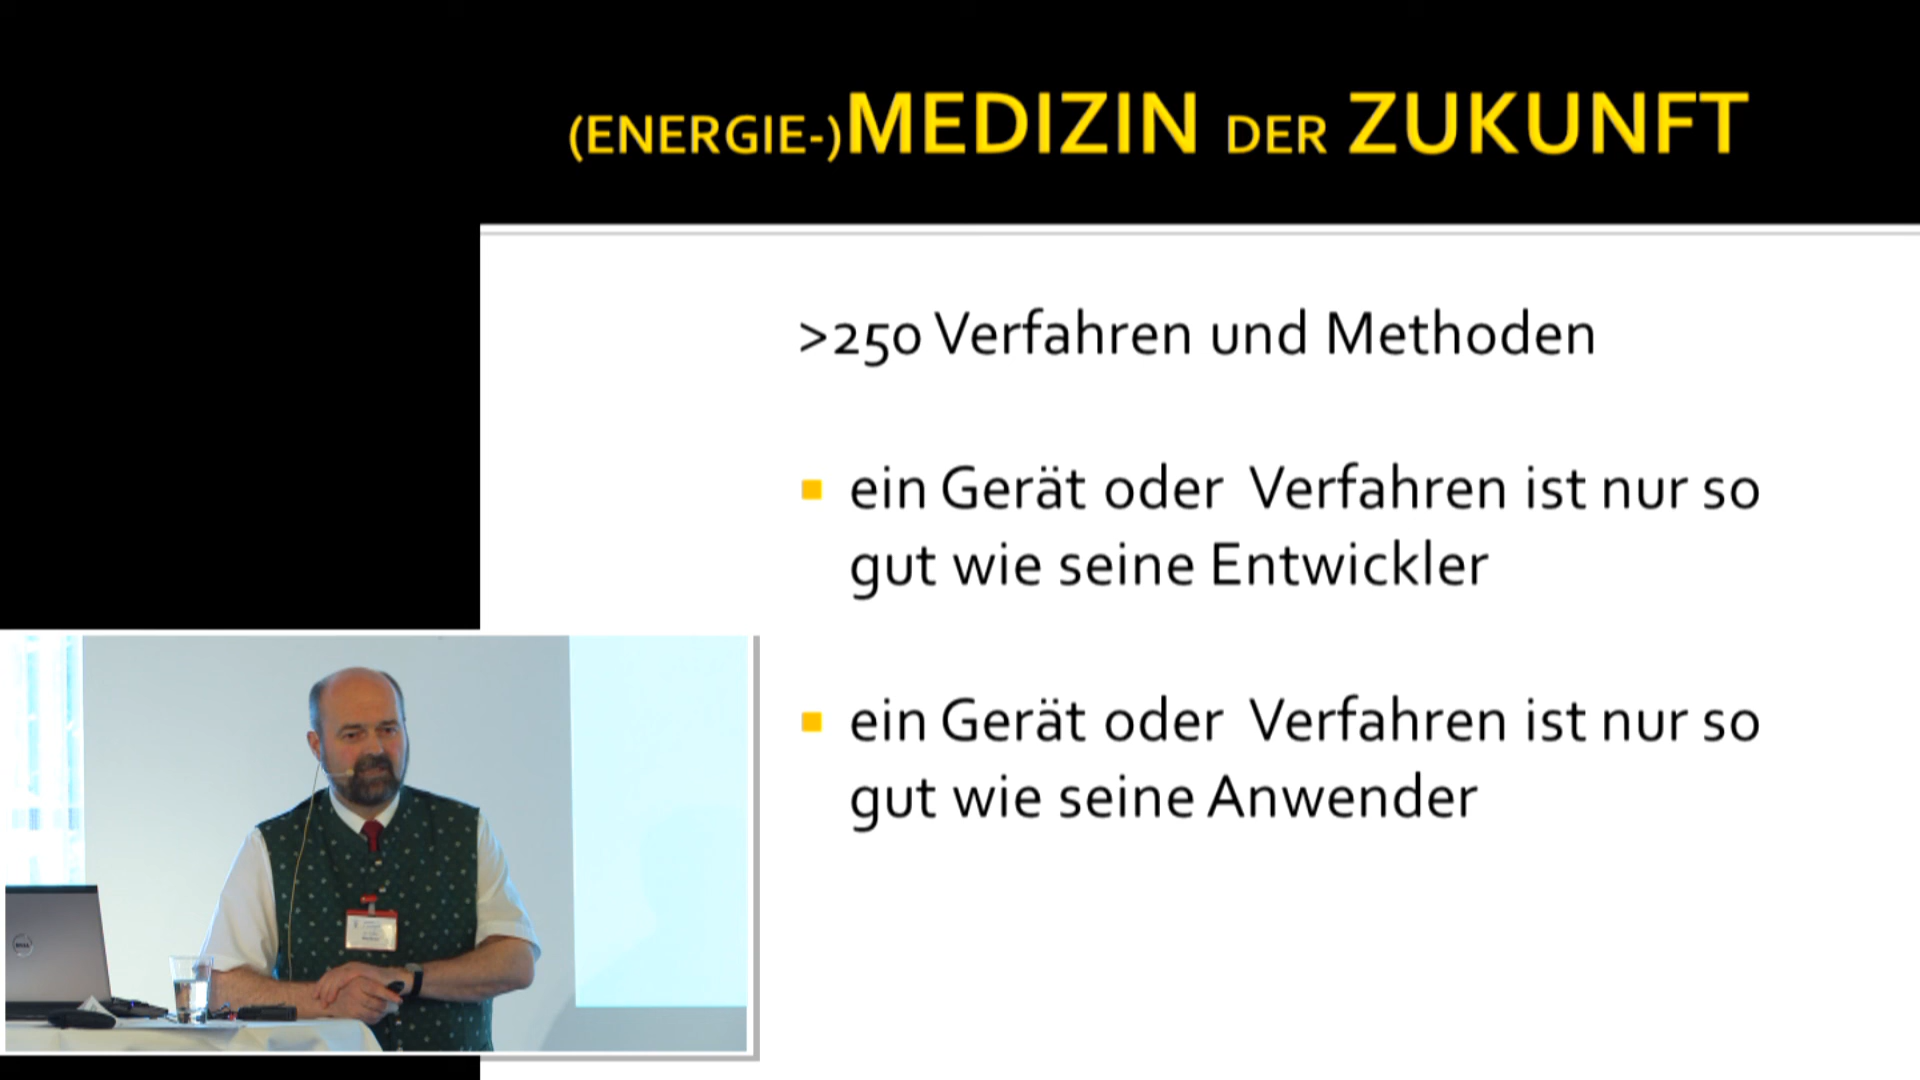 (ENERGIE-)MEDIZIN DER ZUKUNFT
>250 Verfahren und Methoden
ein Gerät oder Verfahren ist nur so
gut wie seine Entwickler
ein Gerät oder Verfahren ist nur so
gut wie seine Anwender
DELL